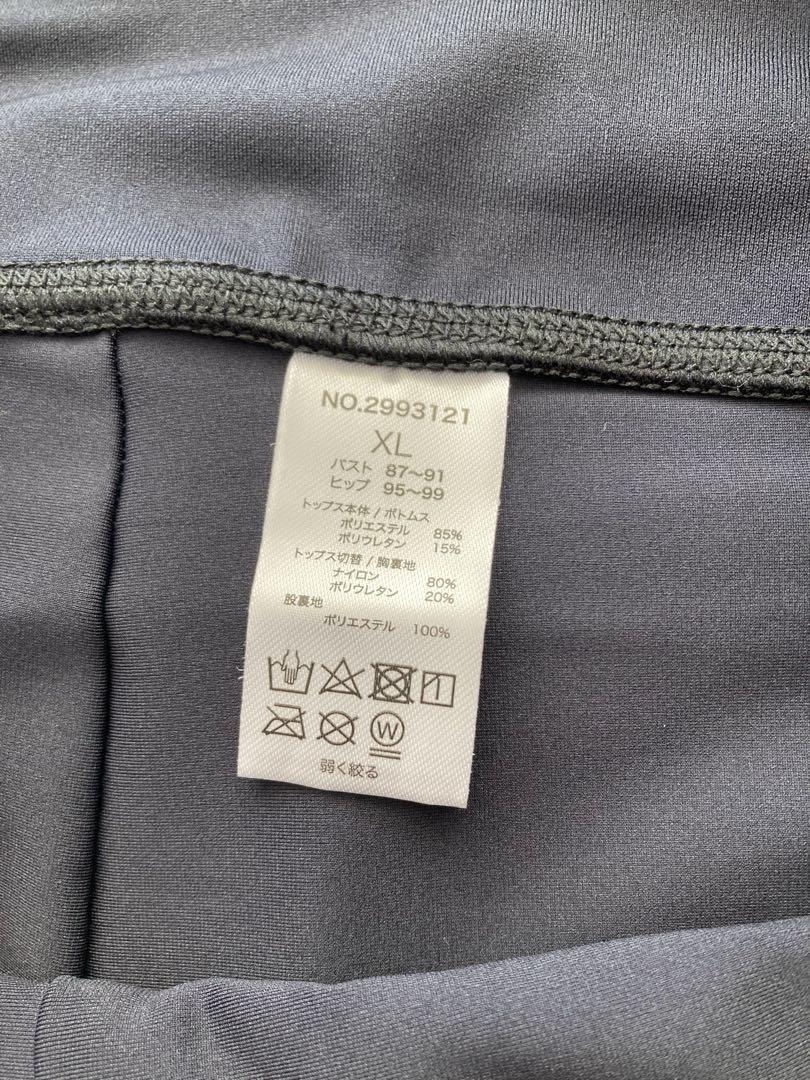 NO.2993121
XL
バスト 87〜91
ヒップ 95〜99
トップス本体 / ボトムス
ポリエステル 85%
ポリウレタン 15%
トップス切替 / 胸裏地
ナイロン 80%
ポリウレタン 20%
股裏地
ポリエステル 100%
W
弱く絞る